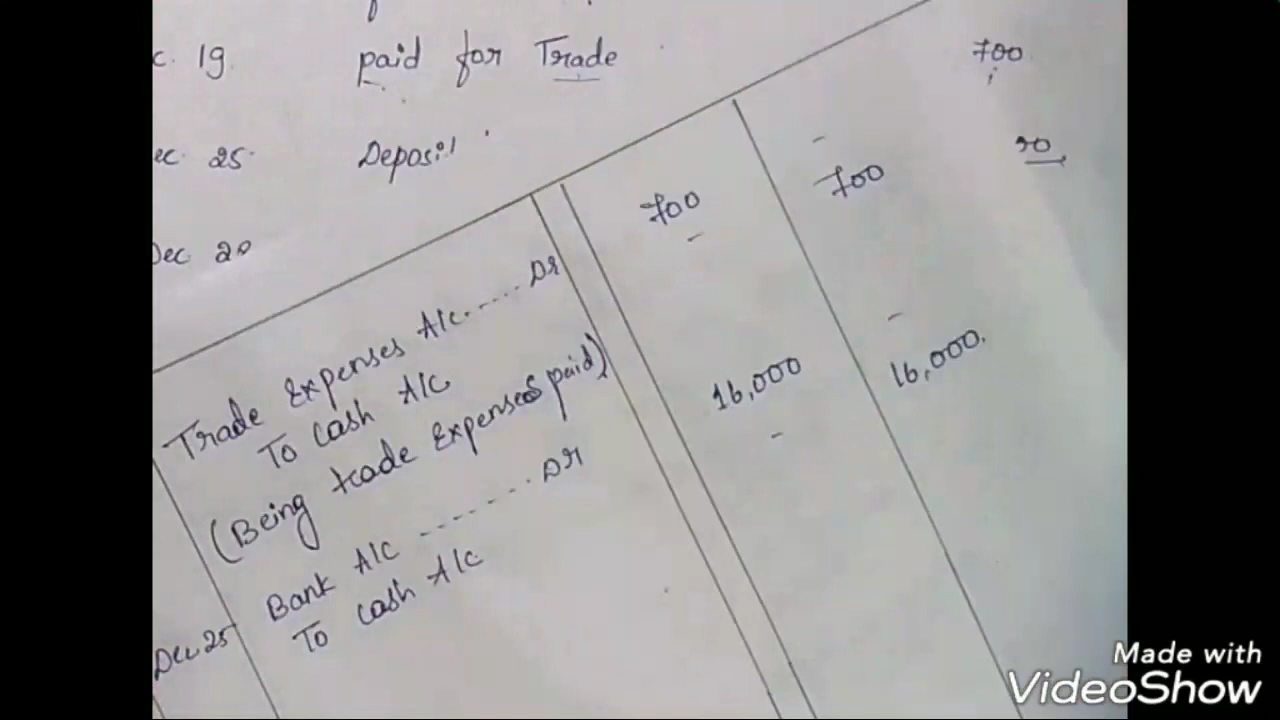 c. 19 paid for Trade 700
ec. 25 Deposi
Dec. 20
Trade Expenses A/c...... Dr 700 -
To Cash A/c - 700
(Being trade Expenses paid)
Dec 25 Bank A/c - - - - - - - Dr 16,000 -
To Cash A/c - 16,000.
Made with
VideoShow